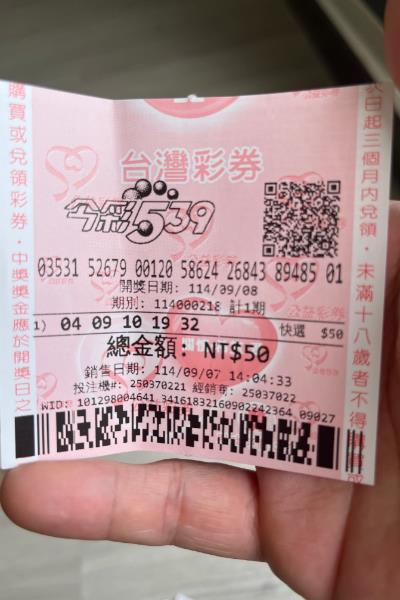 台灣彩券
今彩539
03531 52679 00120 58624 26843 89485 01
開獎日期: 114/09/08
期別: 114000218 計1期
1) 04 09 10 19 32 快選 $50
總金額: NT$50
銷售日期: 114/09/07 14:04:33
投注機#: 250370221 經銷商: 25037022
WID: 101298004641 34161832160902242364 09027
購買或兌領彩券。中獎獎金應於開獎日之
次日起三個月內兌領。未滿十八歲者不得購買或